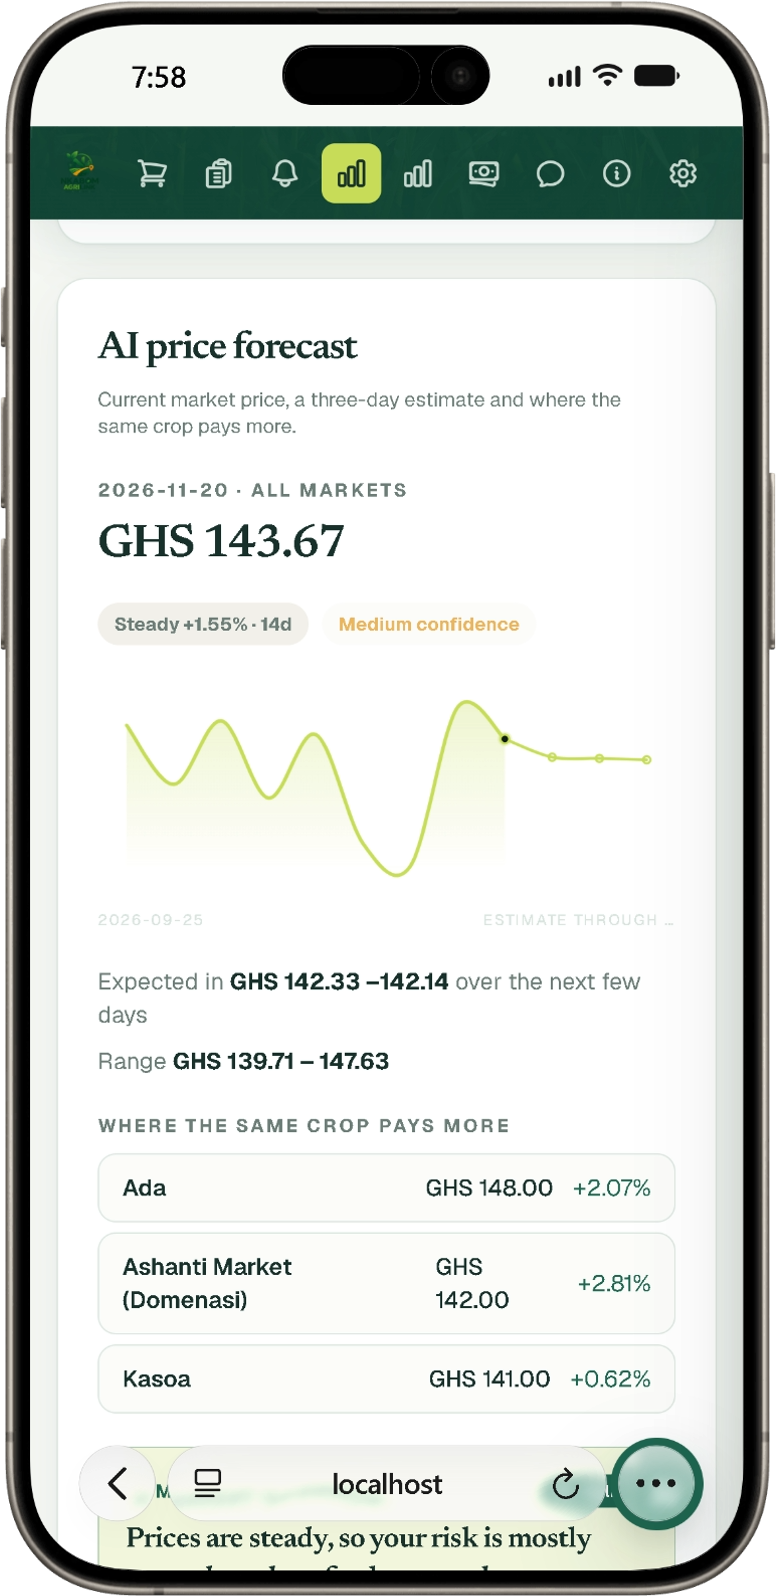 7:58
AGRI
AI price forecast
Current market price, a three-day estimate and where the
same crop pays more.
2026-11-20 · ALL MARKETS
GHS 143.67
Steady +1.55% · 14d
Medium confidence
2026-09-25
ESTIMATE THROUGH …
Expected in GHS 142.33 –142.14 over the next few
days
Range GHS 139.71 – 147.63
WHERE THE SAME CROP PAYS MORE
Ada GHS 148.00 +2.07%
Ashanti Market
(Domenasi)
GHS
142.00
+2.81%
Kasoa GHS 141.00 +0.62%
localhost
Prices are steady, so your risk is mostly